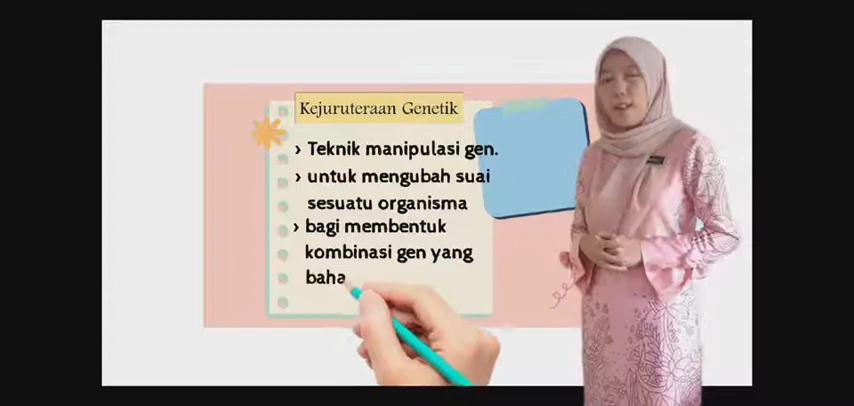 Kejuruteraan Genetik
› Teknik manipulasi gen.
› untuk mengubah suai
sesuatu organisma
› bagi membentuk
kombinasi gen yang
baha